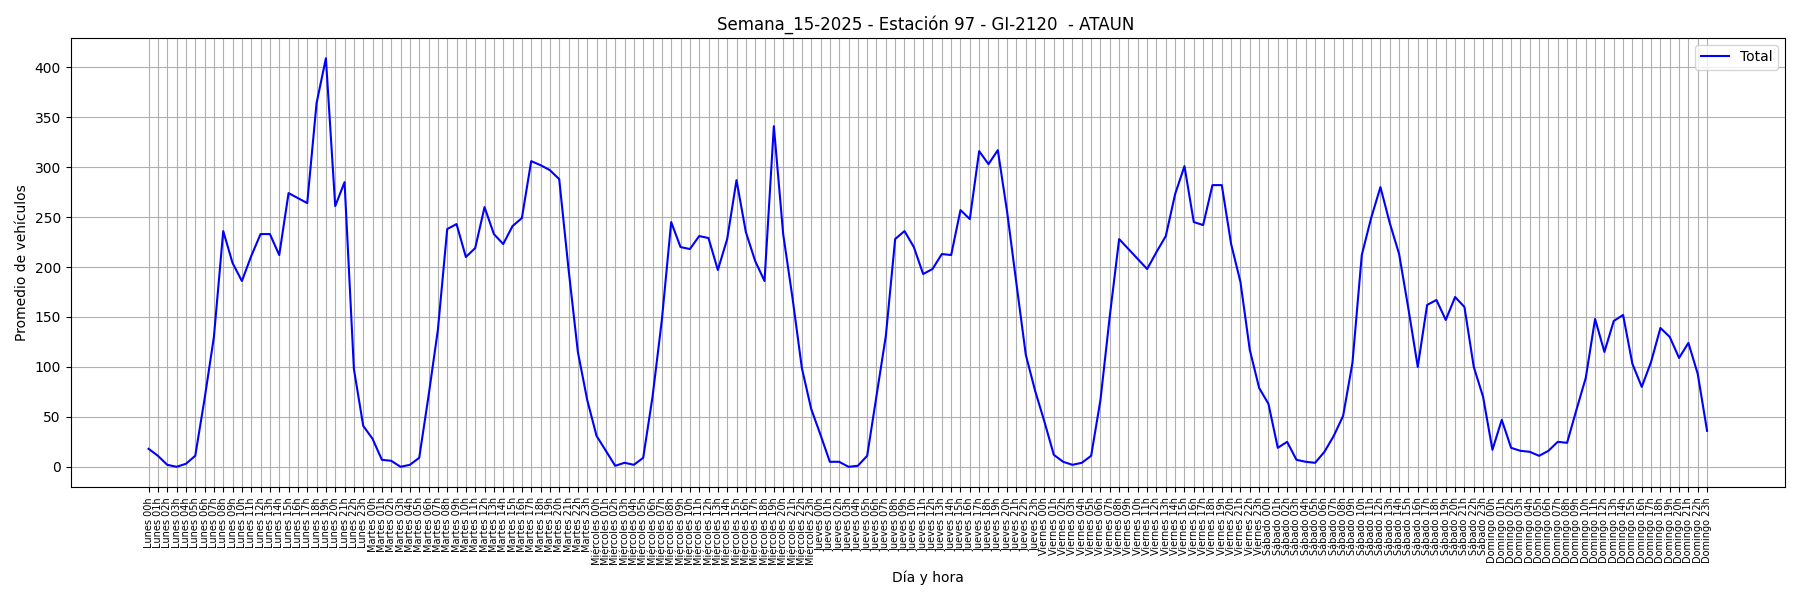 Semana_15-2025 - Estación 97 - GI-2120 - ATAUN
Total
Promedio de vehículos
400
350
300
250
200
150
100
50
0
Lunes 00h
Lunes 01h
Lunes 02h
Lunes 03h
Lunes 04h
Lunes 05h
Lunes 06h
Lunes 07h
Lunes 08h
Lunes 09h
Lunes 10h
Lunes 11h
Lunes 12h
Lunes 13h
Lunes 14h
Lunes 15h
Lunes 16h
Lunes 17h
Lunes 18h
Lunes 19h
Lunes 20h
Lunes 21h
Lunes 22h
Lunes 23h
Martes 00h
Martes 01h
Martes 02h
Martes 03h
Martes 04h
Martes 05h
Martes 06h
Martes 07h
Martes 08h
Martes 09h
Martes 10h
Martes 11h
Martes 12h
Martes 13h
Martes 14h
Martes 15h
Martes 16h
Martes 17h
Martes 18h
Martes 19h
Martes 20h
Martes 21h
Martes 22h
Martes 23h
Miércoles 00h
Miércoles 01h
Miércoles 02h
Miércoles 03h
Miércoles 04h
Miércoles 05h
Miércoles 06h
Miércoles 07h
Miércoles 08h
Miércoles 09h
Miércoles 10h
Miércoles 11h
Miércoles 12h
Miércoles 13h
Miércoles 14h
Miércoles 15h
Miércoles 16h
Miércoles 17h
Miércoles 18h
Miércoles 19h
Miércoles 20h
Miércoles 21h
Miércoles 22h
Miércoles 23h
Jueves 00h
Jueves 01h
Jueves 02h
Jueves 03h
Jueves 04h
Jueves 05h
Jueves 06h
Jueves 07h
Jueves 08h
Jueves 09h
Jueves 10h
Jueves 11h
Jueves 12h
Jueves 13h
Jueves 14h
Jueves 15h
Jueves 16h
Jueves 17h
Jueves 18h
Jueves 19h
Jueves 20h
Jueves 21h
Jueves 22h
Jueves 23h
Viernes 00h
Viernes 01h
Viernes 02h
Viernes 03h
Viernes 04h
Viernes 05h
Viernes 06h
Viernes 07h
Viernes 08h
Viernes 09h
Viernes 10h
Viernes 11h
Viernes 12h
Viernes 13h
Viernes 14h
Viernes 15h
Viernes 16h
Viernes 17h
Viernes 18h
Viernes 19h
Viernes 20h
Viernes 21h
Viernes 22h
Viernes 23h
Sábado 00h
Sábado 01h
Sábado 02h
Sábado 03h
Sábado 04h
Sábado 05h
Sábado 06h
Sábado 07h
Sábado 08h
Sábado 09h
Sábado 10h
Sábado 11h
Sábado 12h
Sábado 13h
Sábado 14h
Sábado 15h
Sábado 16h
Sábado 17h
Sábado 18h
Sábado 19h
Sábado 20h
Sábado 21h
Sábado 22h
Sábado 23h
Domingo 00h
Domingo 01h
Domingo 02h
Domingo 03h
Domingo 04h
Domingo 05h
Domingo 06h
Domingo 07h
Domingo 08h
Domingo 09h
Domingo 10h
Domingo 11h
Domingo 12h
Domingo 13h
Domingo 14h
Domingo 15h
Domingo 16h
Domingo 17h
Domingo 18h
Domingo 19h
Domingo 20h
Domingo 21h
Domingo 22h
Domingo 23h
Día y hora